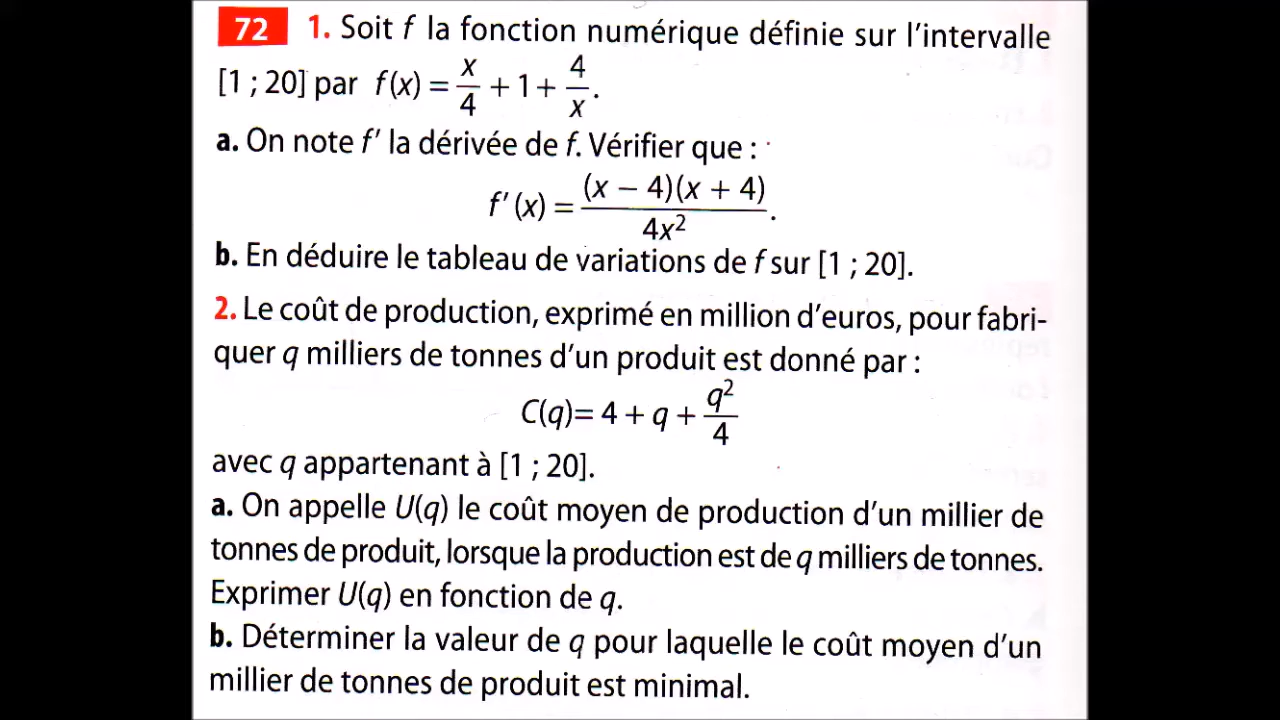 72 1. Soit f la fonction numérique définie sur l'intervalle
[1 ; 20] par f(x) = x/4 + 1 + 4/x.
a. On note f' la dérivée de f. Vérifier que :
f'(x) = (x − 4)(x + 4)/4x².
b. En déduire le tableau de variations de f sur [1 ; 20].
2. Le coût de production, exprimé en million d'euros, pour fabri-
quer q milliers de tonnes d'un produit est donné par :
C(q)= 4 + q + q²/4
avec q appartenant à [1 ; 20].
a. On appelle U(q) le coût moyen de production d'un millier de
tonnes de produit, lorsque la production est de q milliers de tonnes.
Exprimer U(q) en fonction de q.
b. Déterminer la valeur de q pour laquelle le coût moyen d'un
millier de tonnes de produit est minimal.